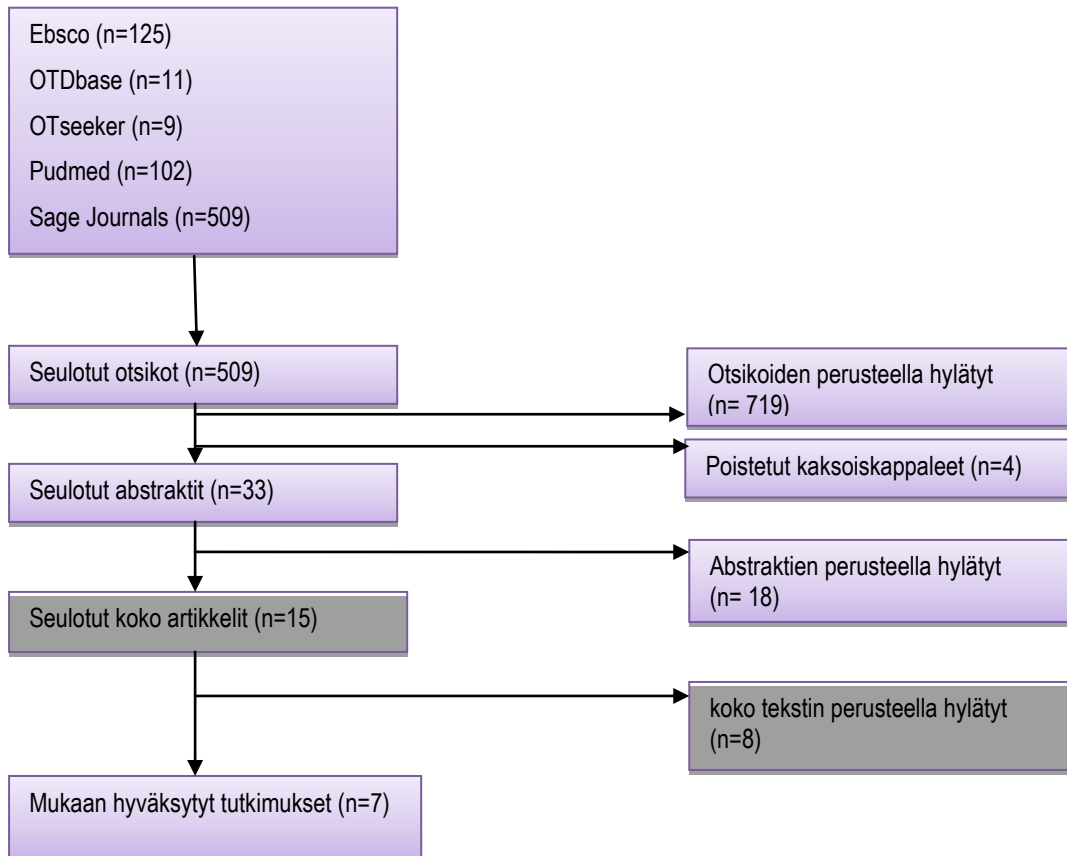 Ebsco (n=125)
OTDbase (n=11)
OTseeker (n=9)
Pudmed (n=102)
Sage Journals (n=509)
Seulotut otsikot (n=509)
Otsikoiden perusteella hylätyt
(n= 719)
Poistetut kaksoiskappaleet (n=4)
Seulotut abstraktit (n=33)
Abstraktien perusteella hylätyt
(n= 18)
Seulotut koko artikkelit (n=15)
koko tekstin perusteella hylätyt
(n=8)
Mukaan hyväksytyt tutkimukset (n=7)